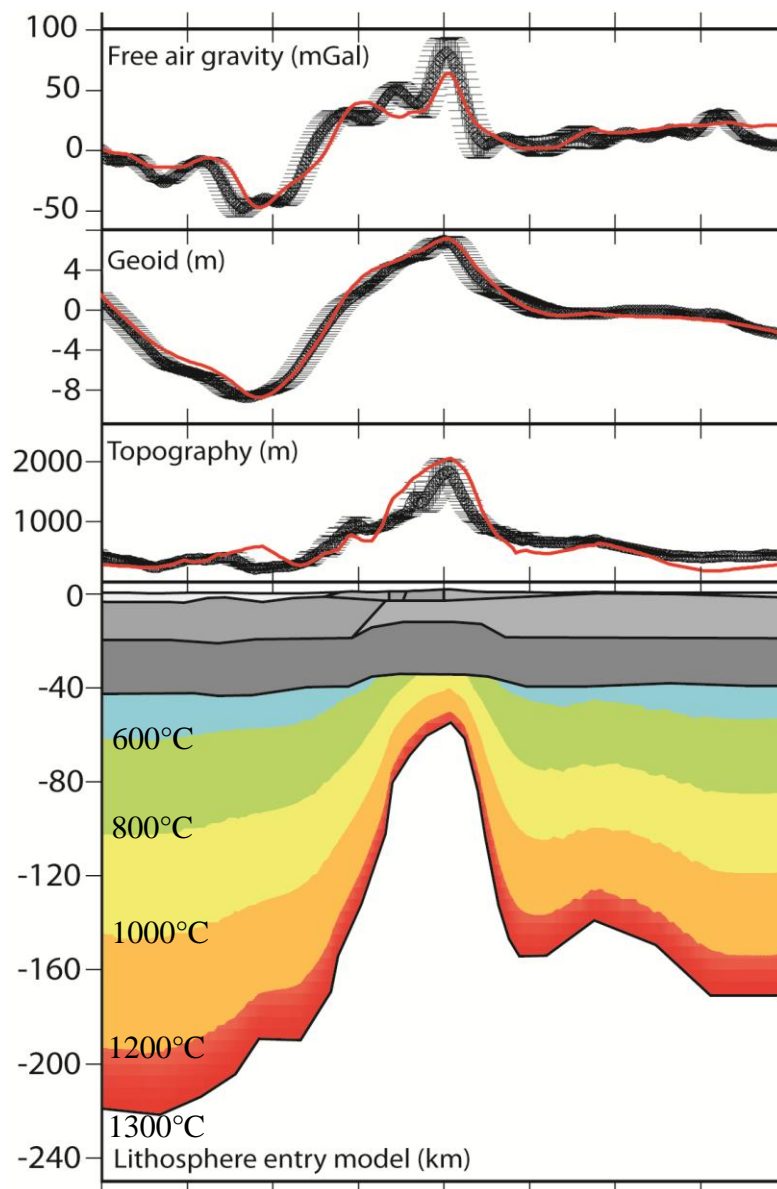 100
Free air gravity (mGal)
50
0
-50
Geoid (m)
4
0
-4
-8
Topography (m)
2000
1000
0
-40
600°C
-80
800°C
-120
1000°C
-160
1200°C
-200
1300°C
-240
Lithosphere entry model (km)